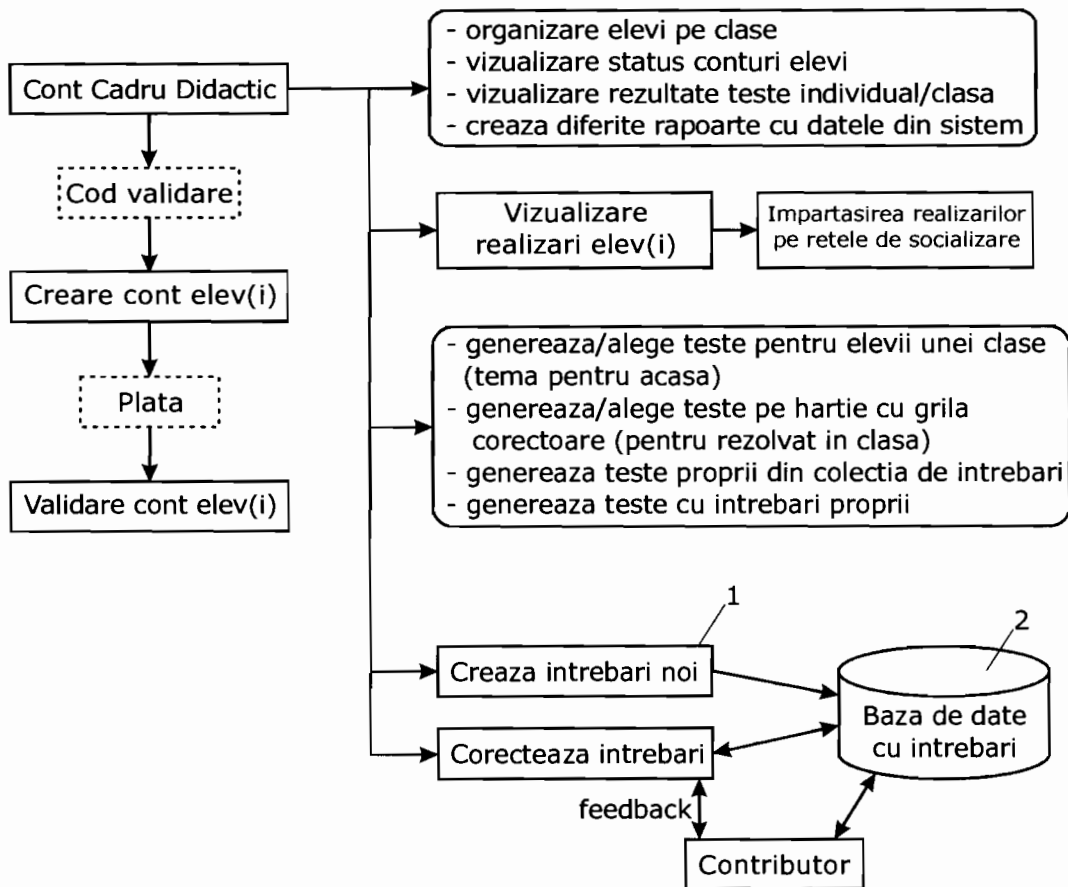 Cont Cadru Didactic
Cod validare
Creare cont elev(i)
Plata
Validare cont elev(i)
- organizare elevi pe clase
- vizualizare status conturi elevi
- vizualizare rezultate teste individual/clasa
- creaza diferite rapoarte cu datele din sistem
Vizualizare
realizari elev(i)
Impartasirea realizarilor
pe retele de socializare
- genereaza/alege teste pentru elevii unei clase
(tema pentru acasa)
- genereaza/alege teste pe hartie cu grila
corectoare (pentru rezolvat in clasa)
- genereaza teste proprii din colectia de intrebari
- genereaza teste cu intrebari proprii
1
Creaza intrebari noi
2
Baza de date
cu intrebari
Corecteaza intrebari
feedback
Contributor